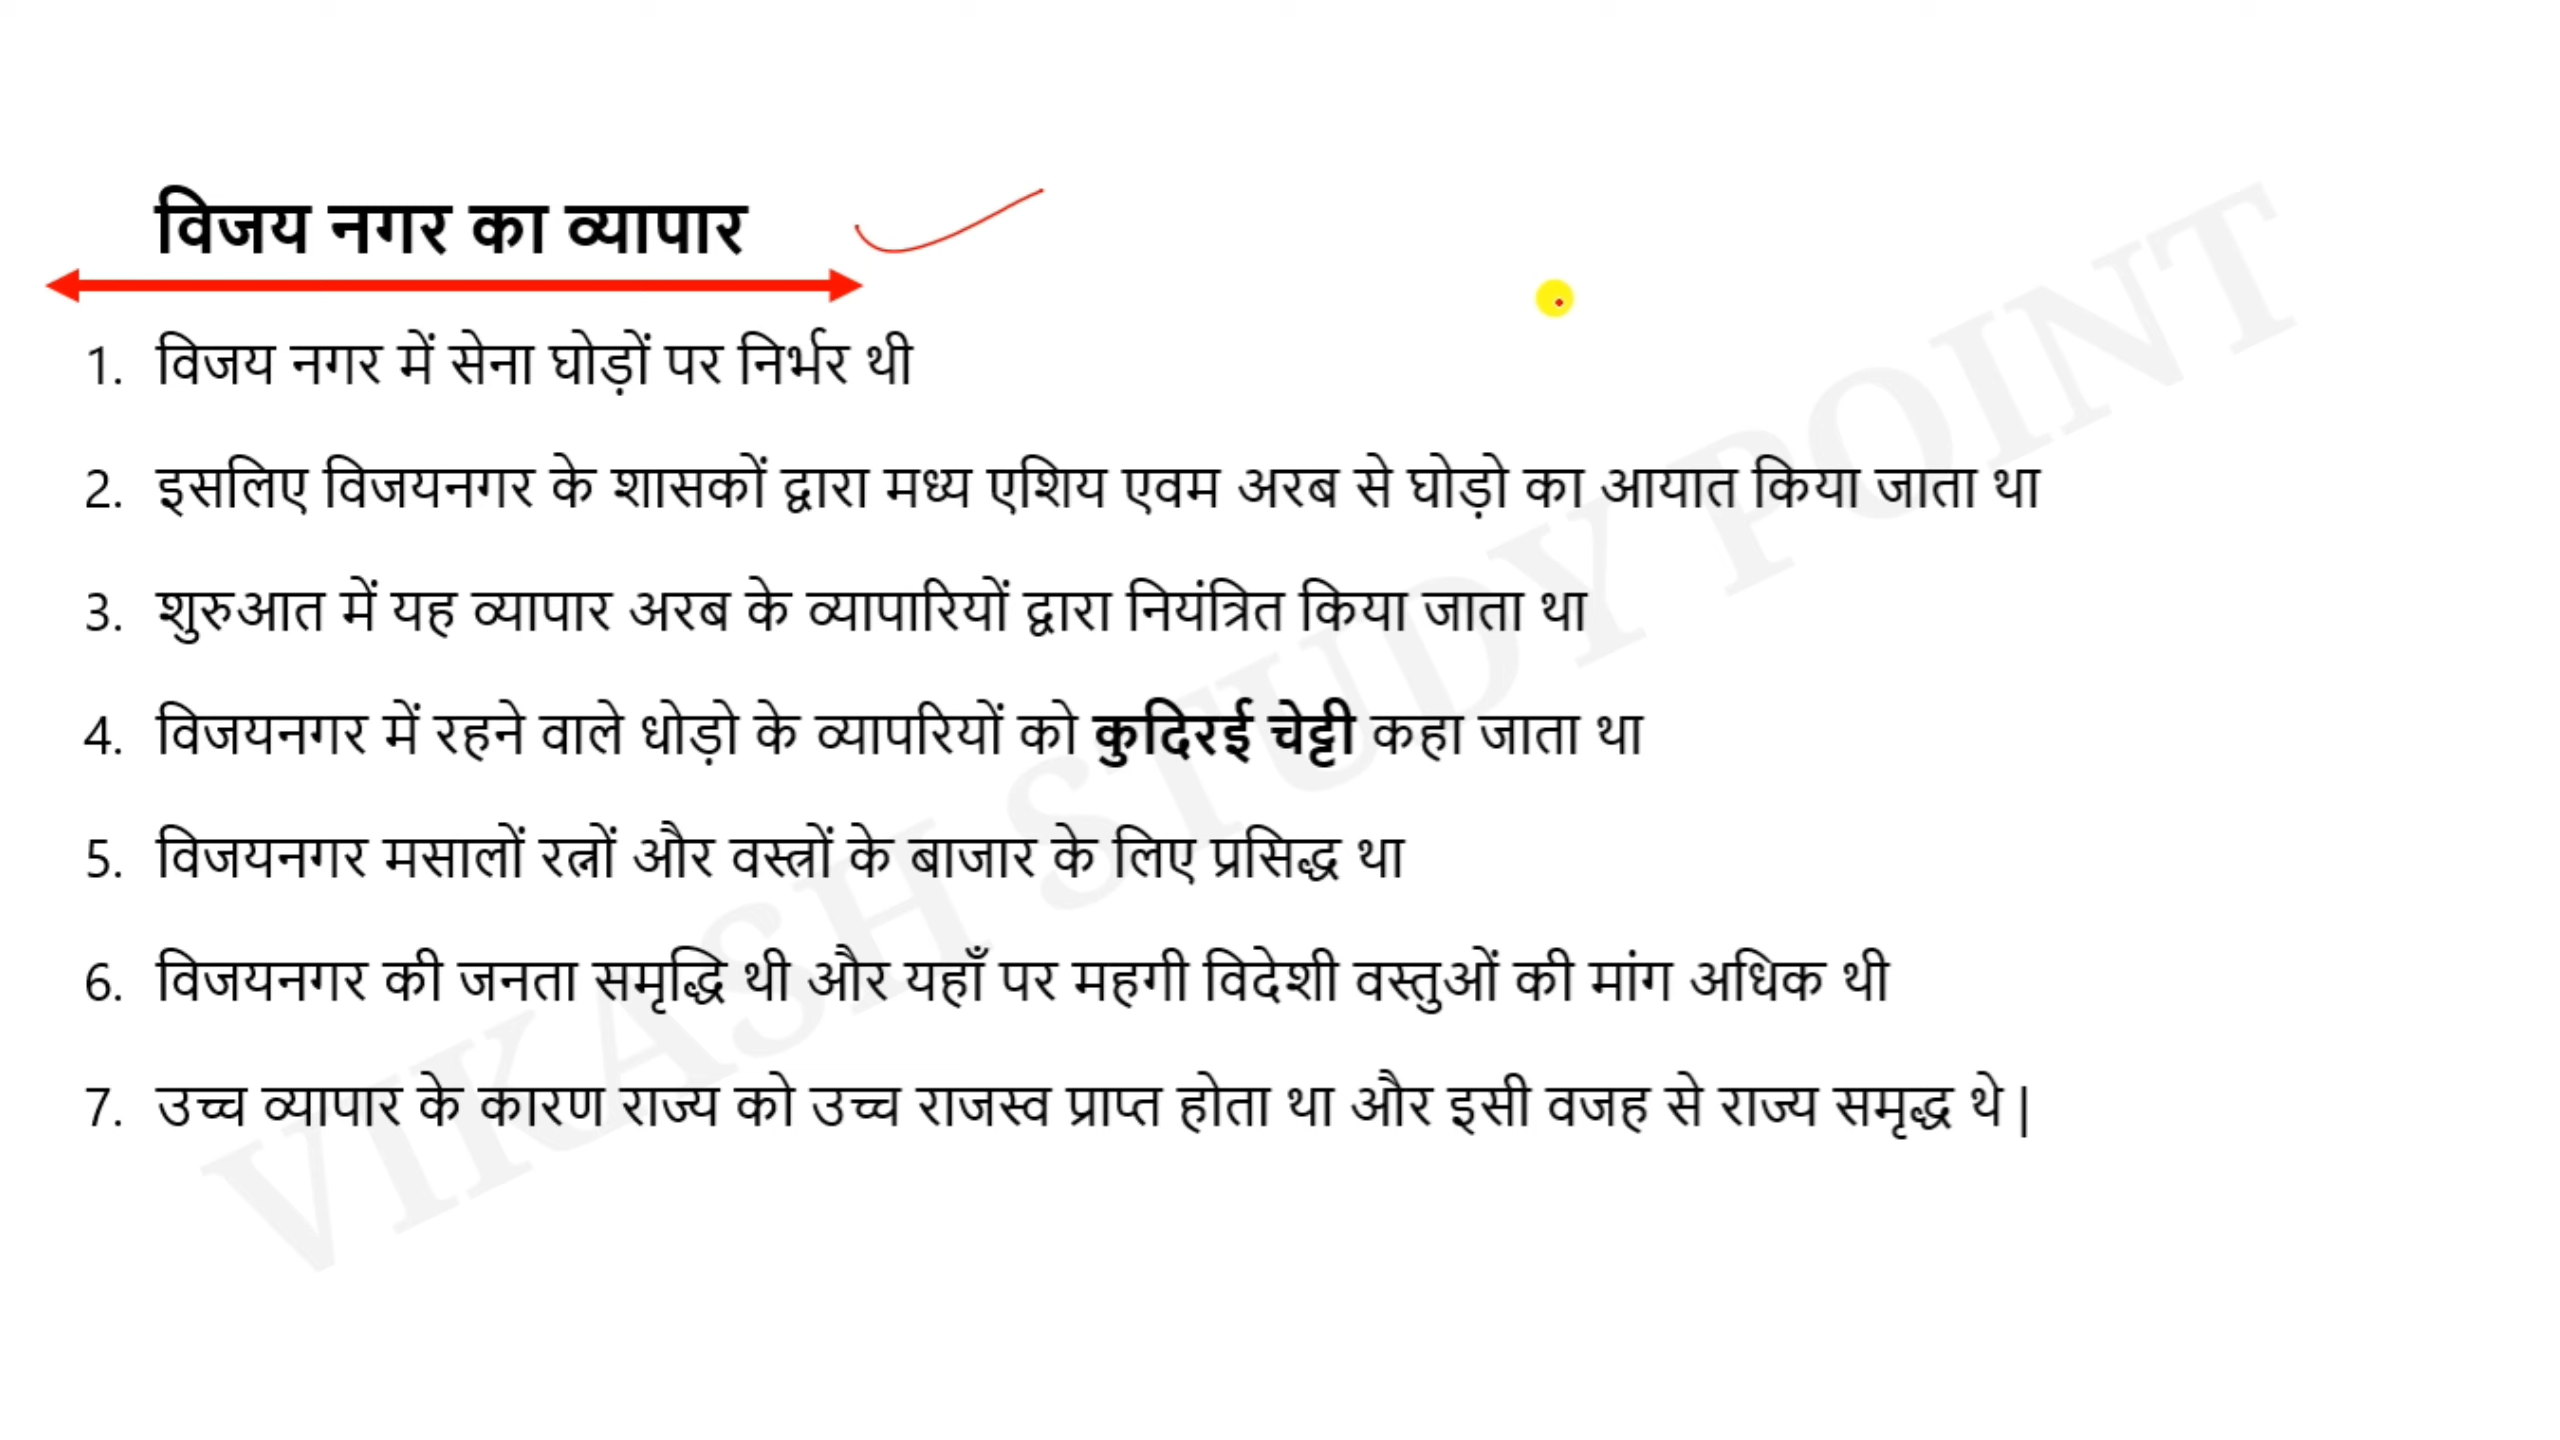 विजय नगर का व्यापार
1. विजय नगर में सेना घोड़ों पर निर्भर थी
2. इसलिए विजयनगर के शासकों द्वारा मध्य एशिय एवम अरब से घोड़ो का आयात किया जाता था
3. शुरुआत में यह व्यापार अरब के व्यापारियों द्वारा नियंत्रित किया जाता था
4. विजयनगर में रहने वाले धोड़ो के व्यापरियों को कुदिरई चेट्टी कहा जाता था
5. विजयनगर मसालों रत्नों और वस्त्रों के बाजार के लिए प्रसिद्ध था
6. विजयनगर की जनता समृद्धि थी और यहाँ पर महगी विदेशी वस्तुओं की मांग अधिक थी
7. उच्च व्यापार के कारण राज्य को उच्च राजस्व प्राप्त होता था और इसी वजह से राज्य समृद्ध थे |
VIKASH STUDY POINT